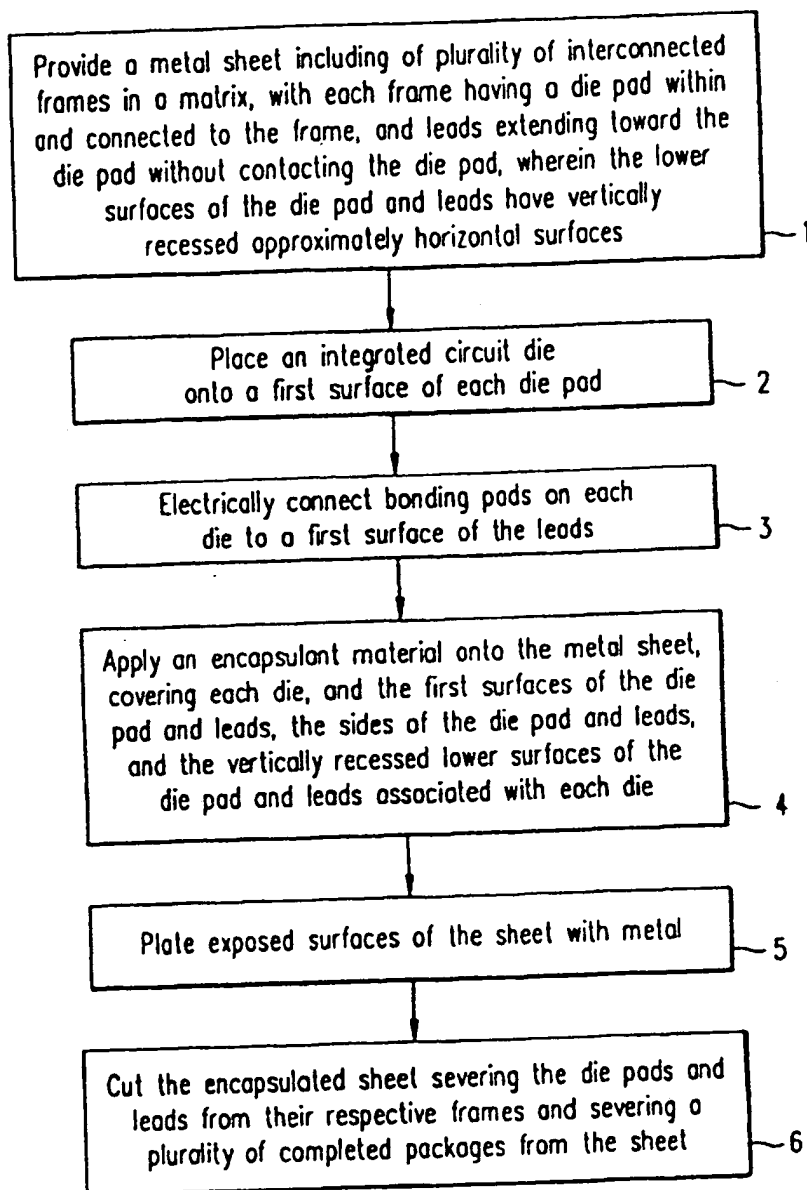 Provide a metal sheet including of plurality of interconnected
frames in a matrix, with each frame having a die pad within
and connected to the frame, and leads extending toward the
die pad without contacting the die pad, wherein the lower
surfaces of the die pad and leads have vertically
recessed approximately horizontal surfaces
1
Place an integrated circuit die
onto a first surface of each die pad
2
Electrically connect bonding pads on each
die to a first surface of the leads
3
Apply an encapsulant material onto the metal sheet,
covering each die, and the first surfaces of the die
pad and leads, the sides of the die pad and leads,
and the vertically recessed lower surfaces of the
die pad and leads associated with each die
4
Plate exposed surfaces of the sheet with metal
5
Cut the encapsulated sheet severing the die pads and
leads from their respective frames and severing a
plurality of completed packages from the sheet
6